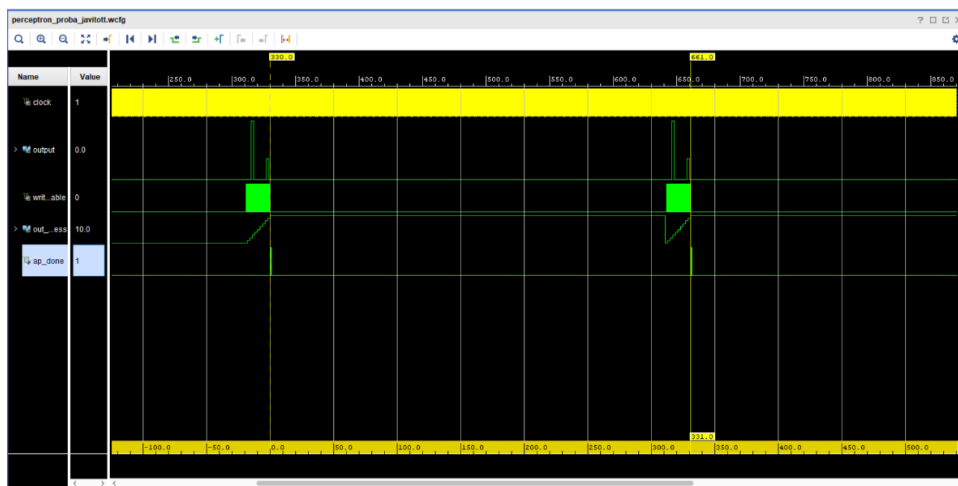 perceptron_proba_javitott.wcfg
330.0 661.0
Name Value
250.0 300.0 350.0 400.0 450.0 500.0 550.0 600.0 650.0 700.0 750.0 800.0 850.0
clock 1
output 0.0
writ...able 0
out_...ess 10.0
ap_done 1
331.0
-100.0 -50.0 0.0 50.0 100.0 150.0 200.0 250.0 300.0 350.0 400.0 450.0 500.0